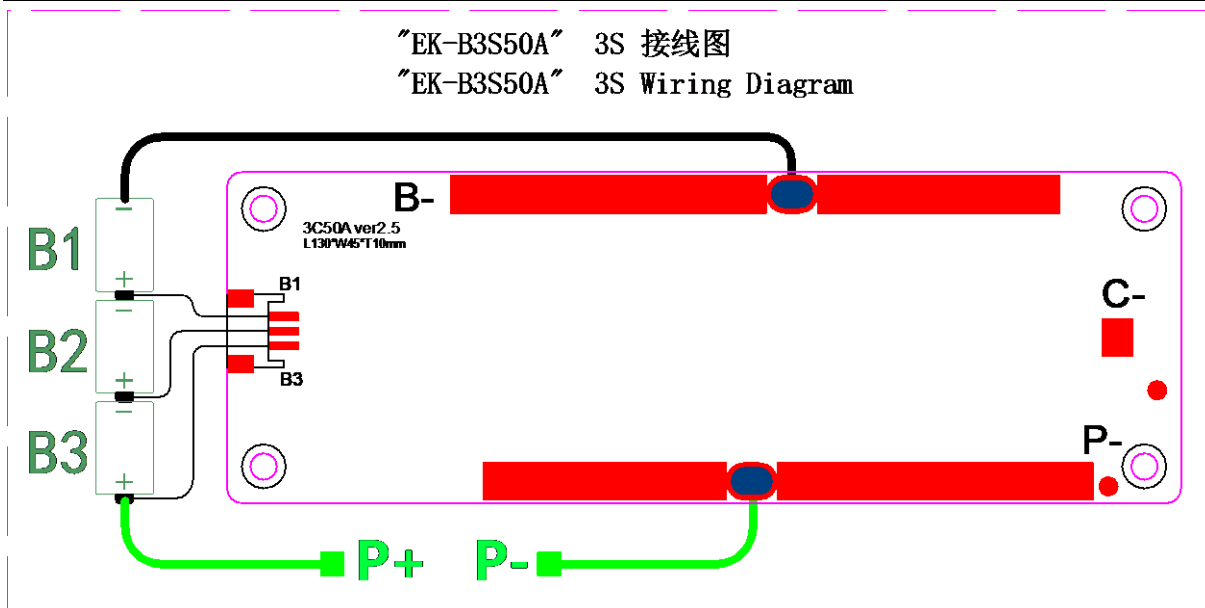 "EK-B3S50A" 3S 接线图
"EK-B3S50A" 3S Wiring Diagram
B-
3C50A ver2.5
L130*W45*T10mm
B1
B1
C-
B2
B3
B3
P-
P+ P-